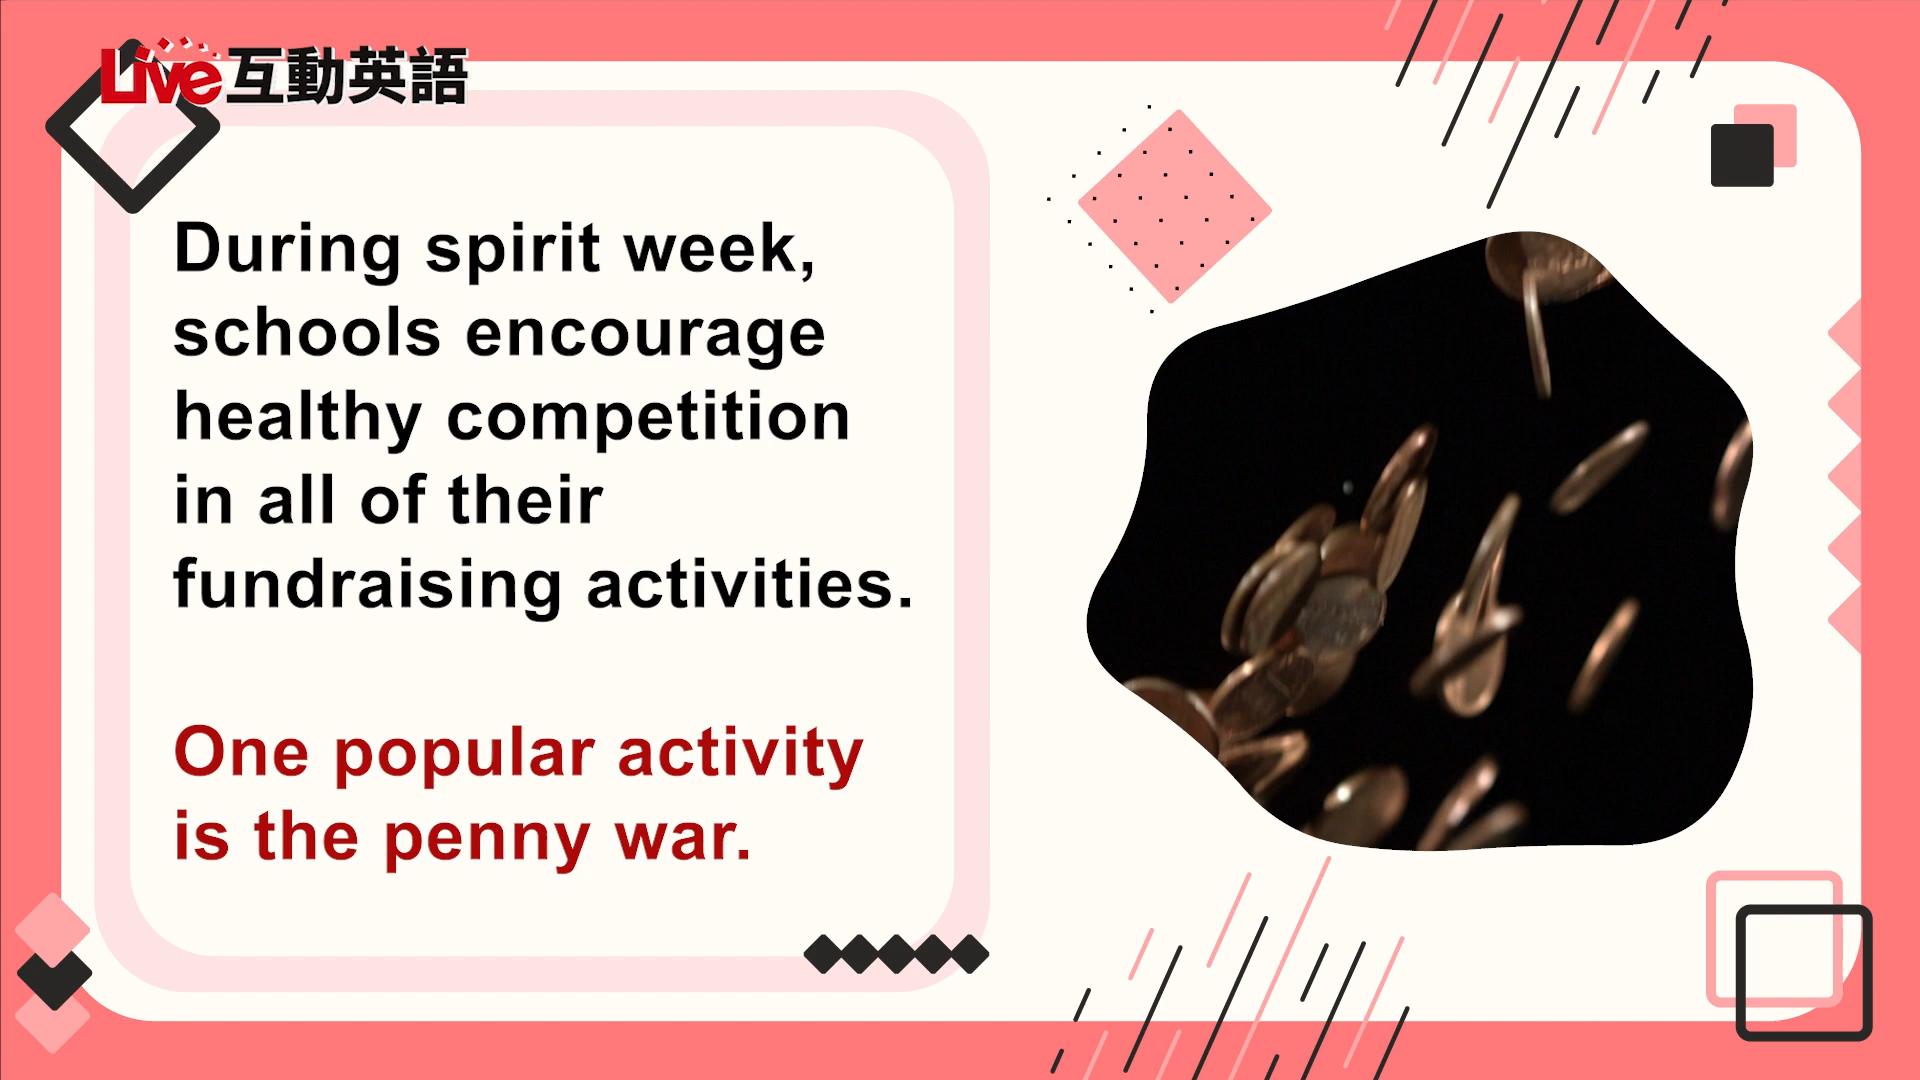 Live互動英語
During spirit week,
schools encourage
healthy competition
in all of their
fundraising activities.
One popular activity
is the penny war.